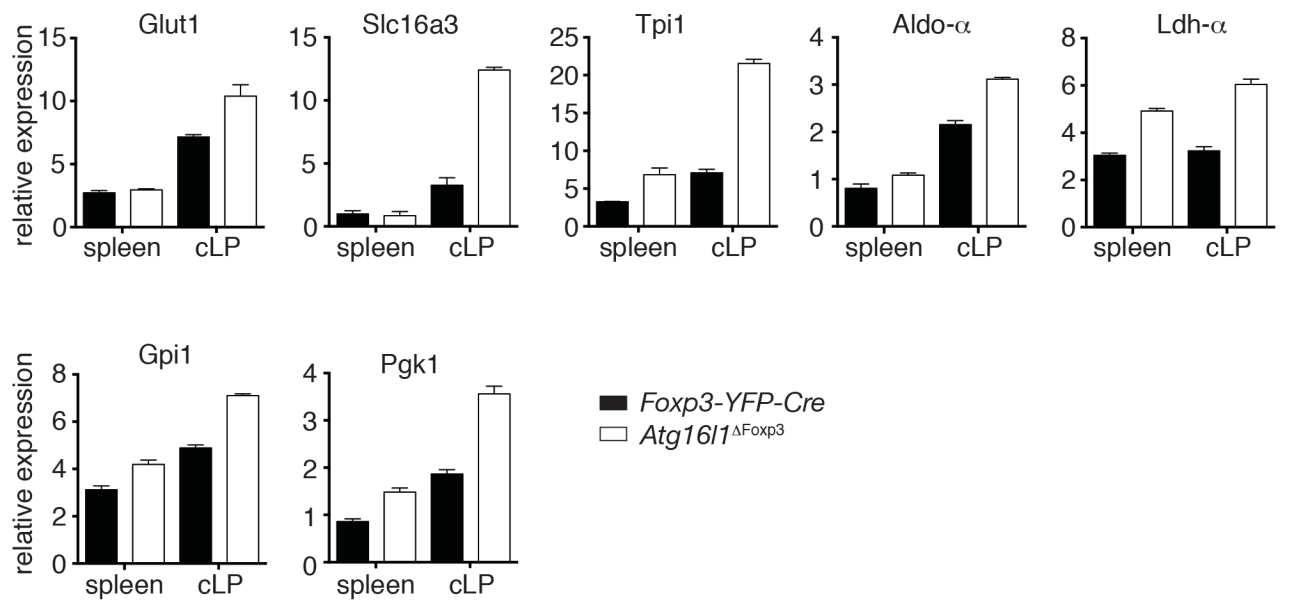 Glut1
Slc16a3
Tpi1
Aldo-α
Ldh-α
relative expression
15
10
5
0
15
10
5
0
25
20
15
10
5
0
4
3
2
1
0
8
6
4
2
0
spleen cLP
spleen cLP
spleen cLP
spleen cLP
spleen cLP
Gpi1
Pgk1
relative expression
8
6
4
2
0
4
3
2
1
0
spleen cLP
spleen cLP
Foxp3-YFP-Cre
Atg16l1ΔFoxp3